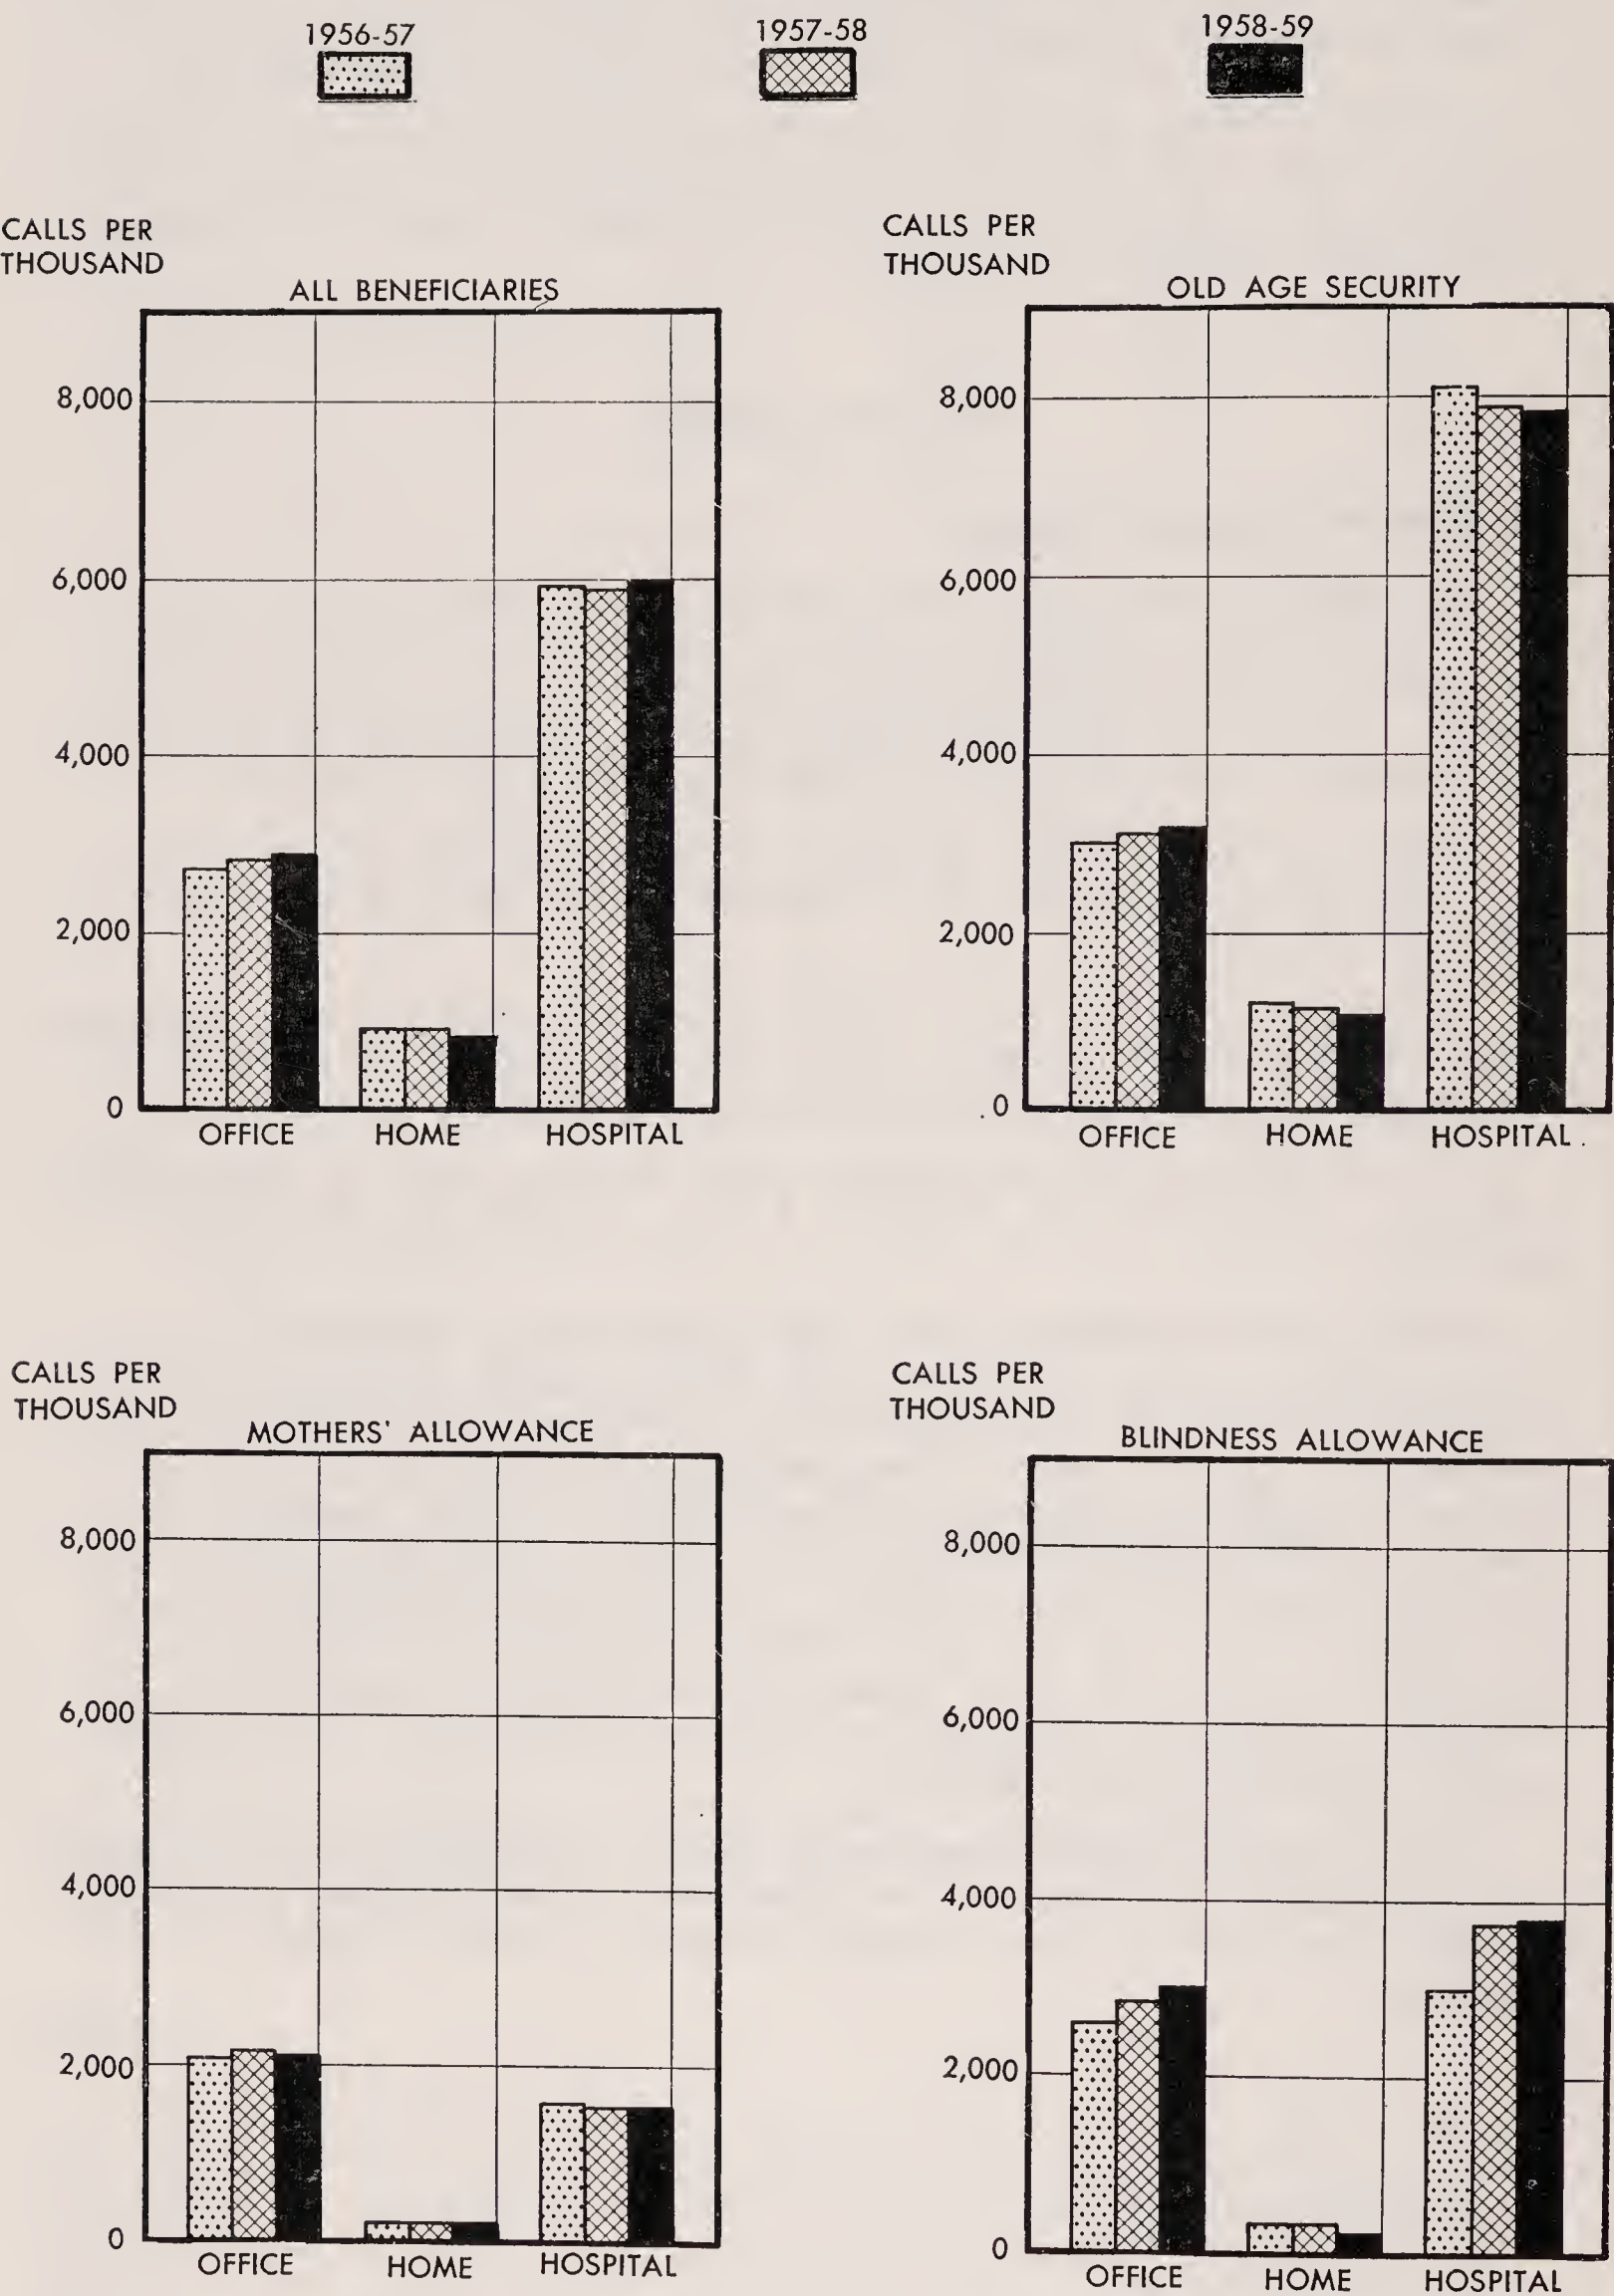 1956-57
1957-58
1958-59
CALLS PER
THOUSAND
ALL BENEFICIARIES
8,000
6,000
4,000
2,000
0
OFFICE
HOME
HOSPITAL
CALLS PER
THOUSAND
OLD AGE SECURITY
8,000
6,000
4,000
2,000
0
OFFICE
HOME
HOSPITAL
CALLS PER
THOUSAND
MOTHERS' ALLOWANCE
8,000
6,000
4,000
2,000
0
OFFICE
HOME
HOSPITAL
CALLS PER
THOUSAND
BLINDNESS ALLOWANCE
8,000
6,000
4,000
2,000
0
OFFICE
HOME
HOSPITAL